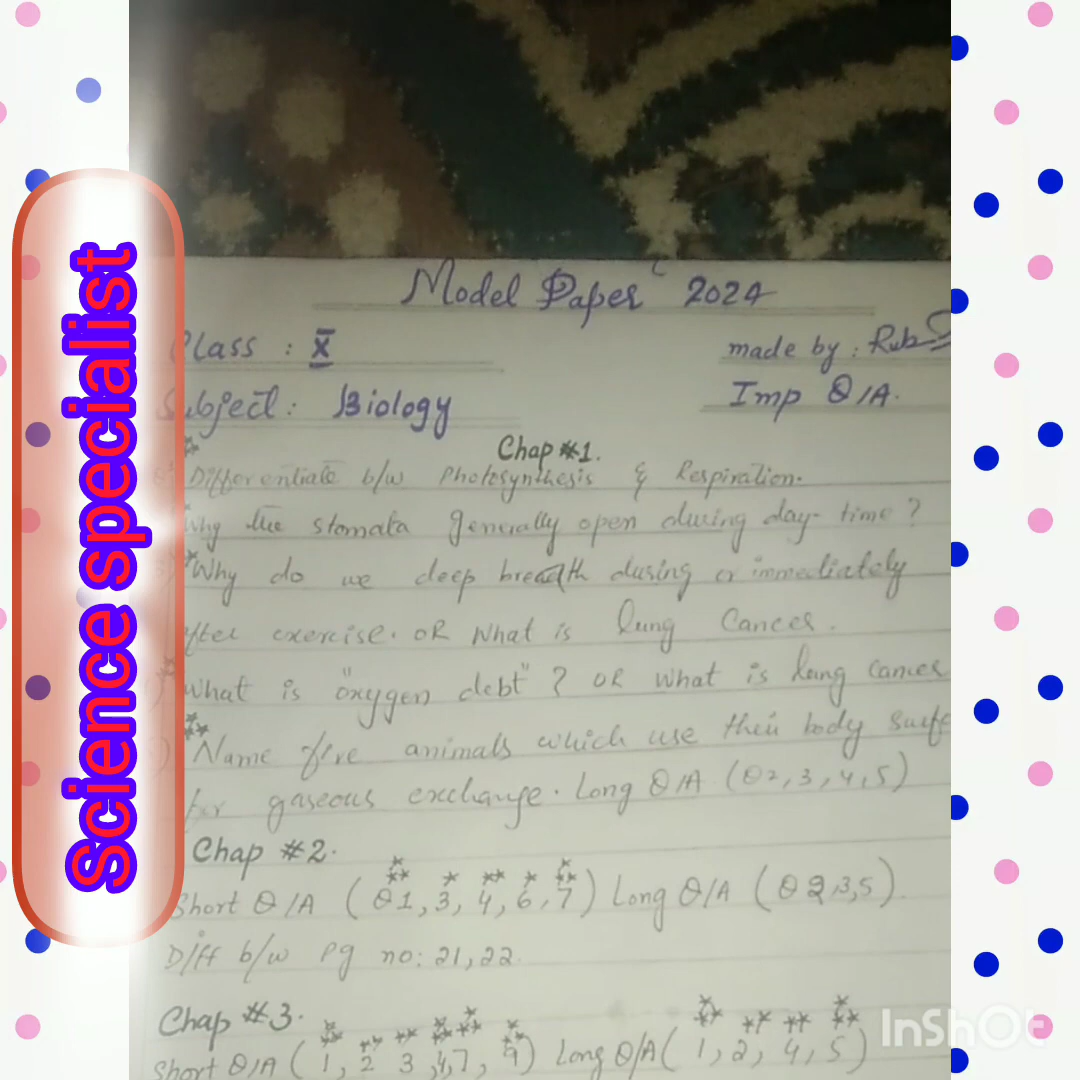 Science specialist
Model Paper 2024
Class : X
made by : Rub
Subject : Biology
Imp Q/A.
Chap #1.
Differentiate b/w Photosynthesis & Respiration.
Why the stomata generally open during day-time ?
Why do we deep breath during or immediately
after exercise. OR What is lung Cancer.
What is "oxygen debt" ? OR what is lung cancer
Name five animals which use their body surfa
for gaseous exchange. Long Q/A (Q2,3,4,5)
Chap #2.
Short Q/A (Q1,3,4,6,7) Long Q/A (Q2,3,5).
Diff b/w Pg no: 21,22.
Chap #3.
Short Q/A (1,2 3,4,7,9) Long Q/A (1,2,4,5)
InShOt